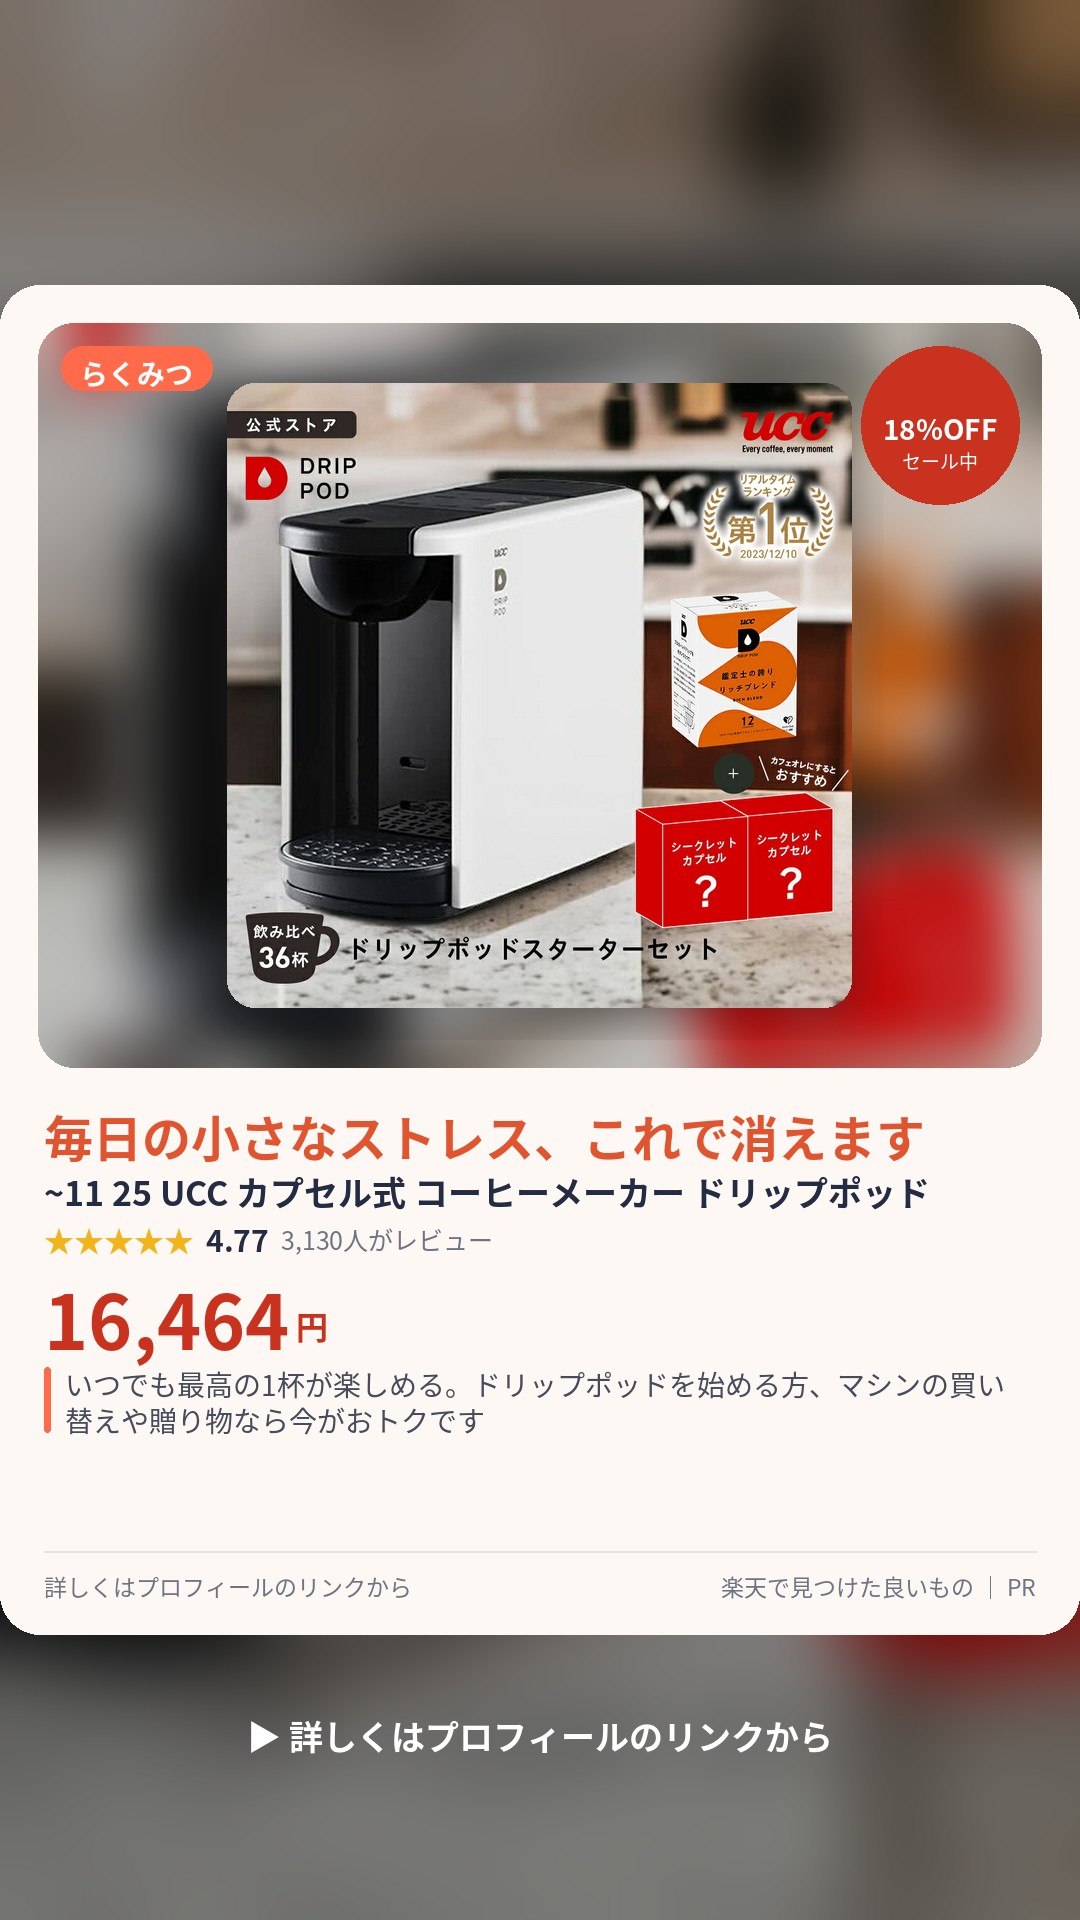 らくみつ
18%OFF
セール中
公式ストア
DRIP
POD
ucc
Every coffee, every moment
リアルタイム
ランキング
第1位
2023/12/10
ucc
D
DRIP
POD
ucc
D
DRIP POD
鑑定士の誇り
リッチブレンド
RICH BLEND
12
+
カフェオレにすると
おすすめ
シークレット
カプセル
?
シークレット
カプセル
?
飲み比べ
36杯
ドリップポッドスターターセット
毎日の小さなストレス、これで消えます
~11 25 UCC カプセル式 コーヒーメーカー ドリップポッド
★★★★★ 4.77 3,130人がレビュー
16,464円
いつでも最高の1杯が楽しめる。ドリップポッドを始める方、マシンの買い
替えや贈り物なら今がおトクです
詳しくはプロフィールのリンクから
楽天で見つけた良いもの | PR
▶ 詳しくはプロフィールのリンクから